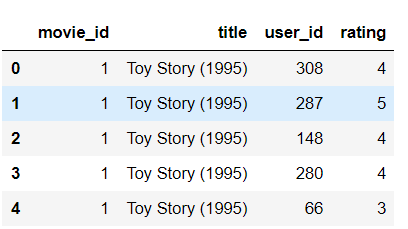 movie_id title user_id rating
0 1 Toy Story (1995) 308 4
1 1 Toy Story (1995) 287 5
2 1 Toy Story (1995) 148 4
3 1 Toy Story (1995) 280 4
4 1 Toy Story (1995) 66 3